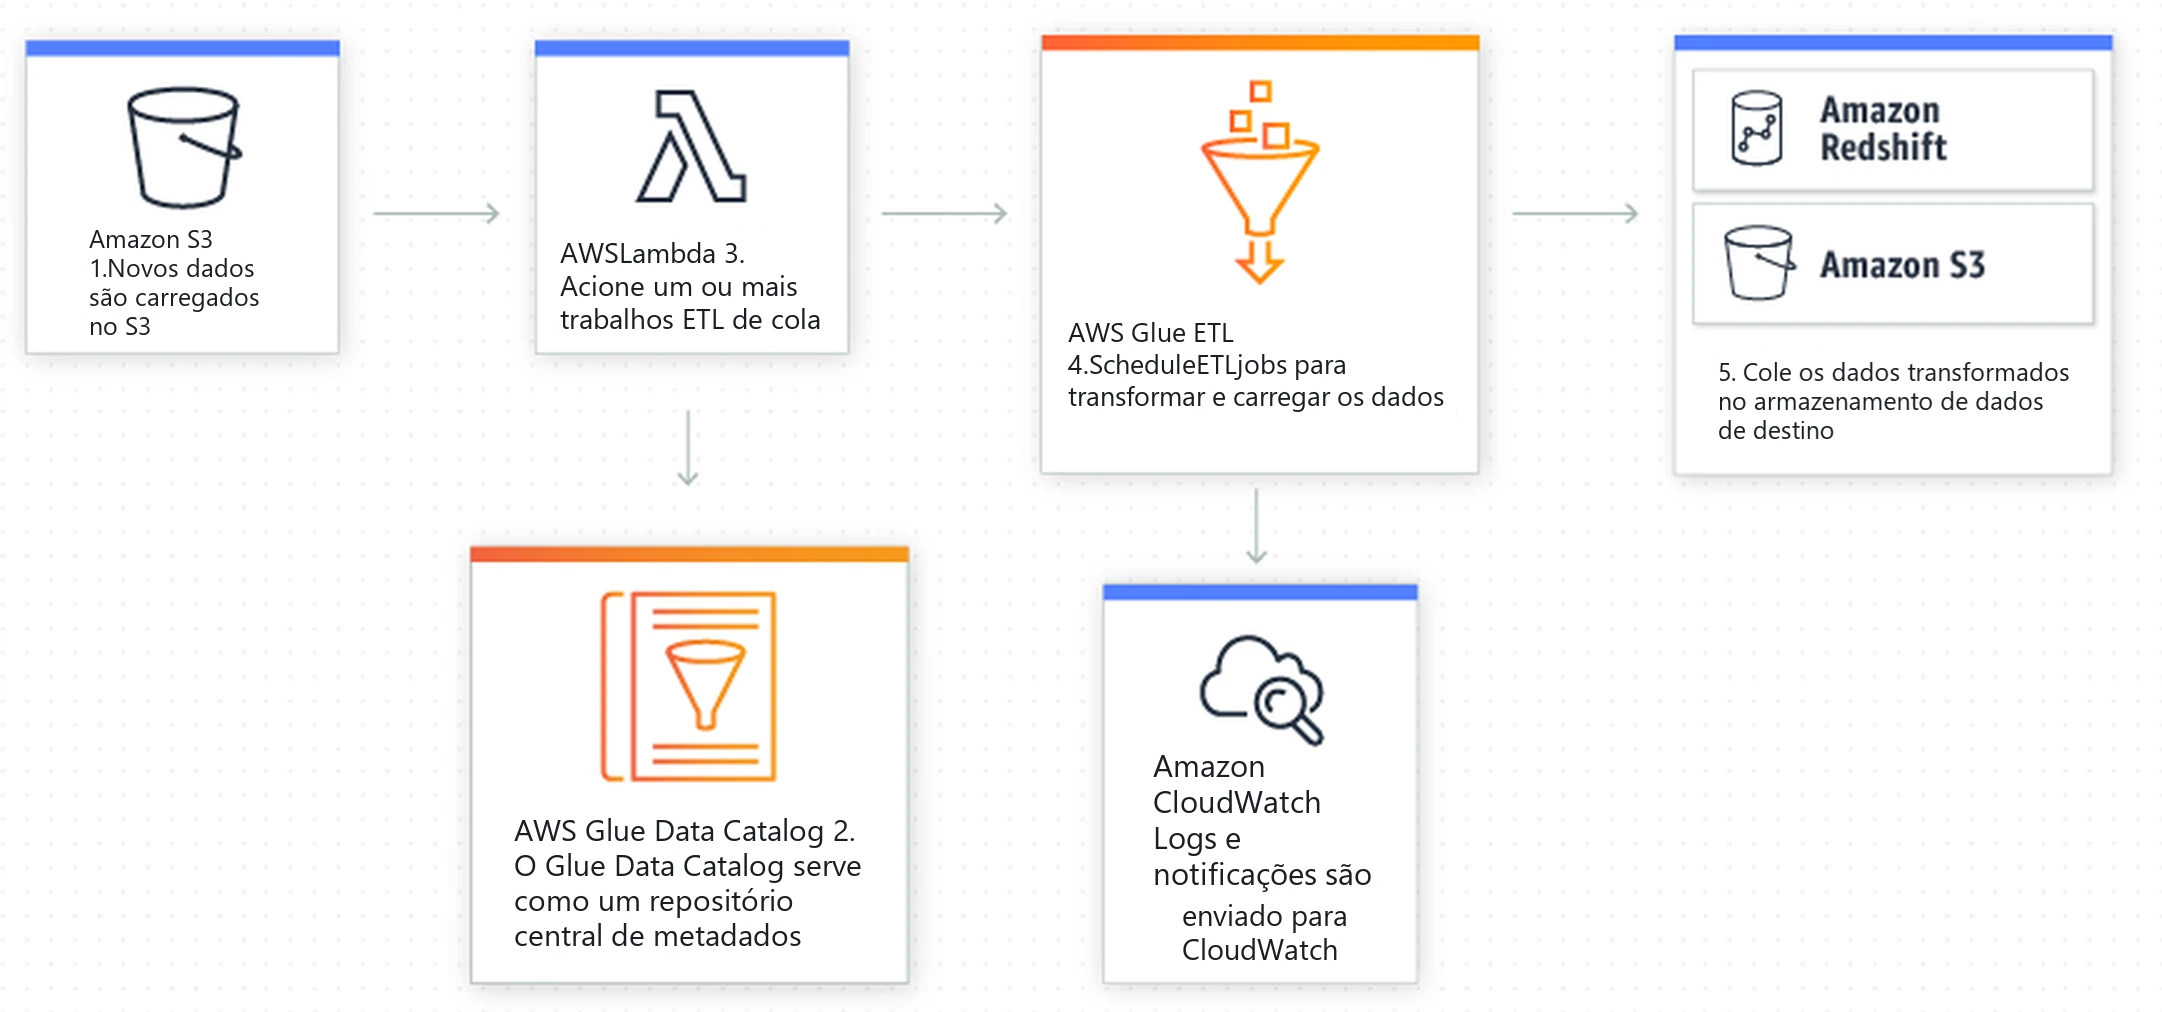 Amazon S3
1.Novos dados
são carregados
no S3
AWSLambda 3.
Acione um ou mais
trabalhos ETL de cola
AWS Glue ETL
4.ScheduleETLjobs para
transformar e carregar os dados
Amazon
Redshift
Amazon S3
5. Cole os dados transformados
no armazenamento de dados
de destino
AWS Glue Data Catalog 2.
O Glue Data Catalog serve
como um repositório
central de metadados
Amazon
CloudWatch
Logs e
notificações são
enviado para
CloudWatch